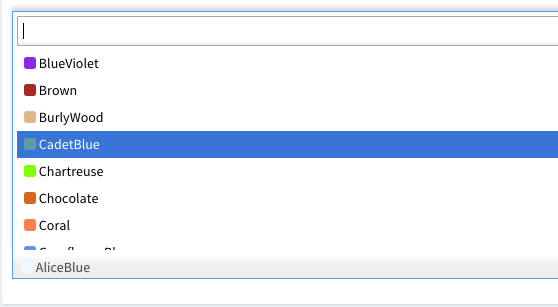 BlueViolet
Brown
BurlyWood
CadetBlue
Chartreuse
Chocolate
Coral
AliceBlue